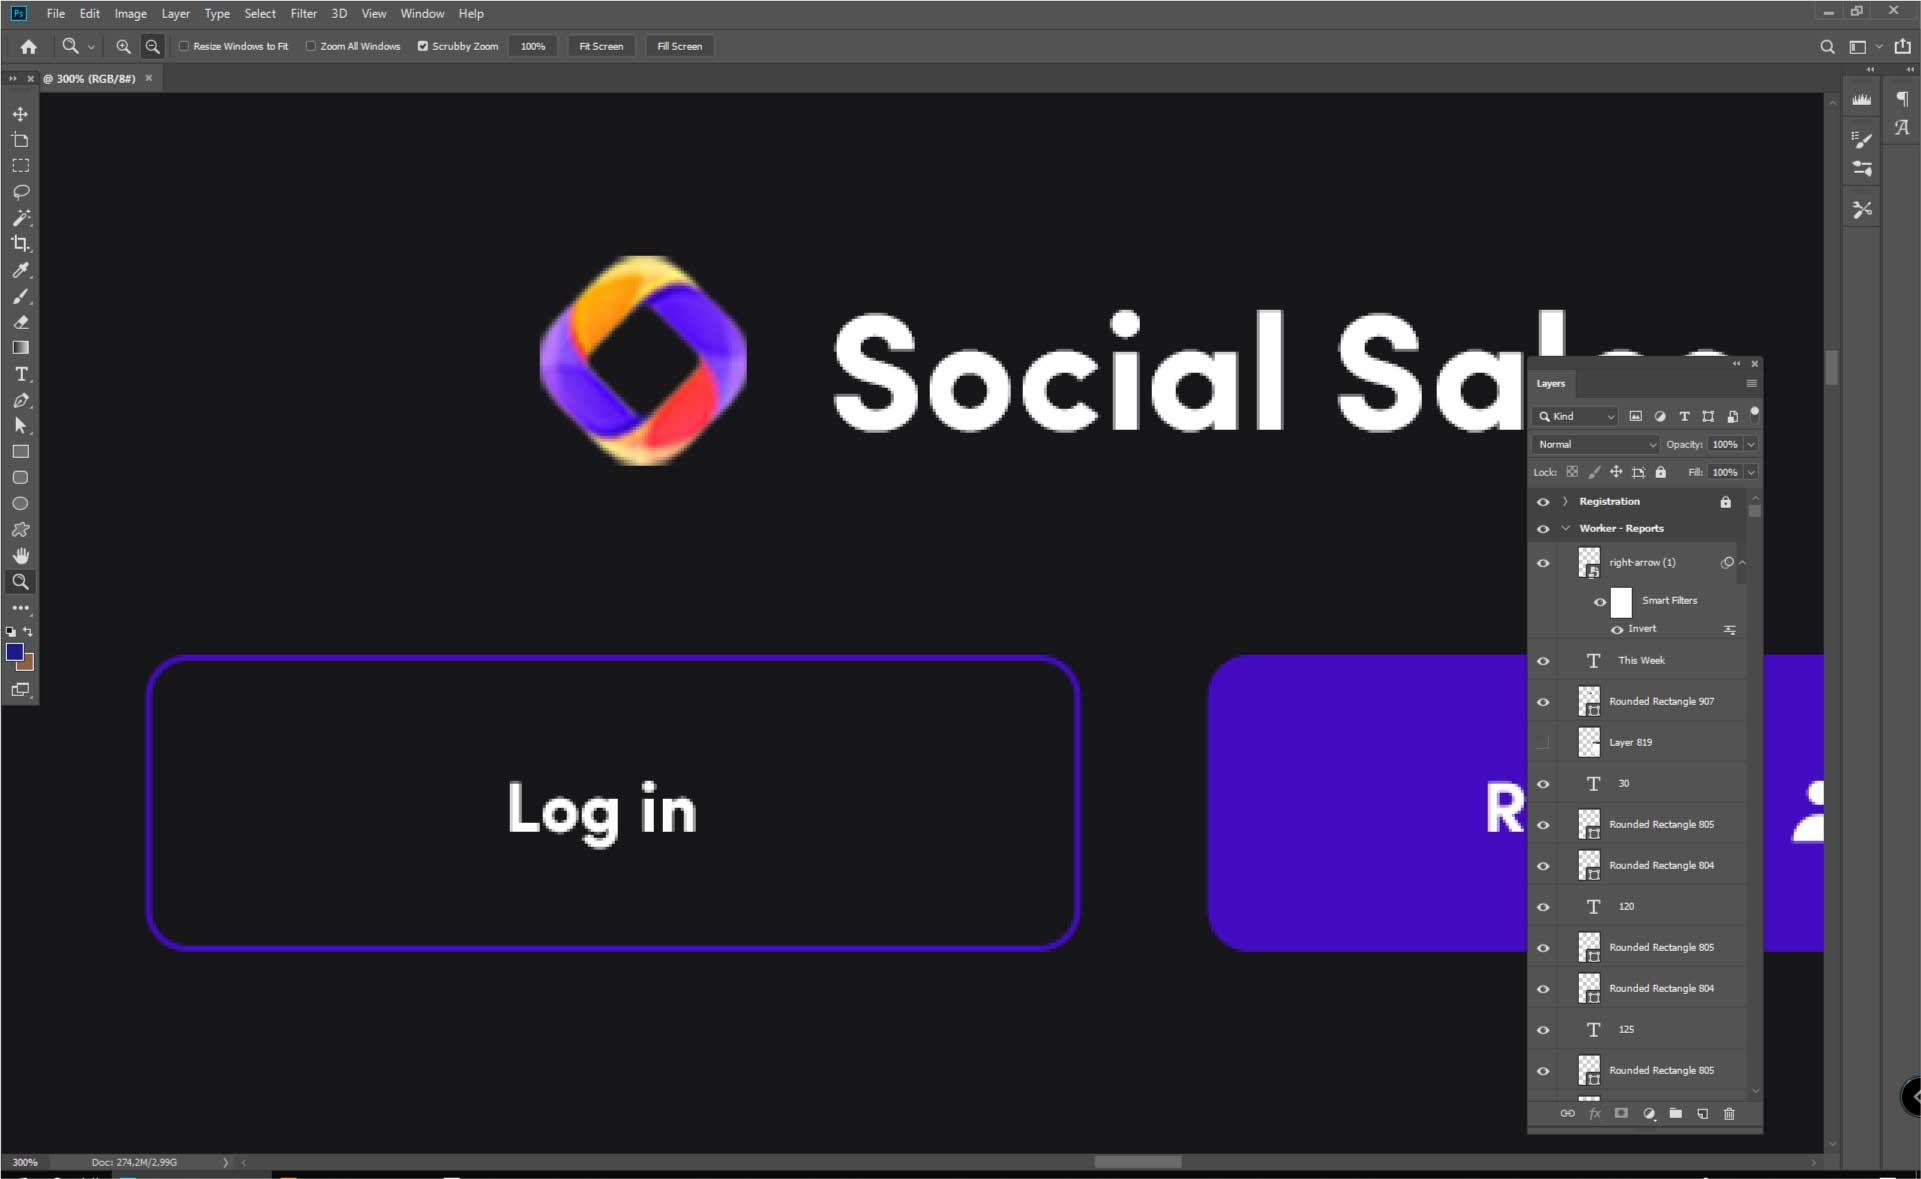 Ps File Edit Image Layer Type Select Filter 3D View Window Help
Resize Windows to Fit Zoom All Windows Scrubby Zoom 100% Fit Screen Fill Screen
@ 300% (RGB/8#)
Social
Layers
Kind
Normal Opacity: 100%
Lock: Fill: 100%
Registration
Worker - Reports
right-arrow (1)
Smart Filters
Invert
This Week
Rounded Rectangle 907
Layer 819
30
Rounded Rectangle 805
Rounded Rectangle 804
120
Rounded Rectangle 805
Rounded Rectangle 804
125
Rounded Rectangle 805
Log in
300% Doc: 274,2M/2,99G